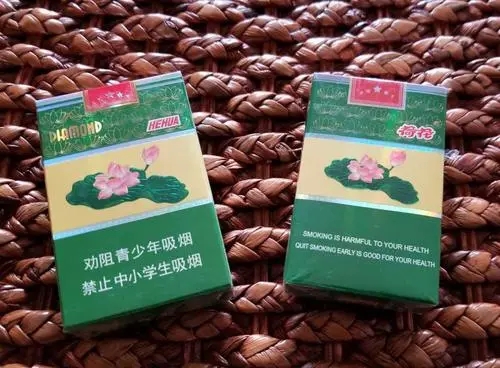 DIAMOND
HEHUA
劝阻青少年吸烟
禁止中小学生吸烟
荷花
SMOKING IS HARMFUL TO YOUR HEALTH
QUIT SMOKING EARLY IS GOOD FOR YOUR HEALTH